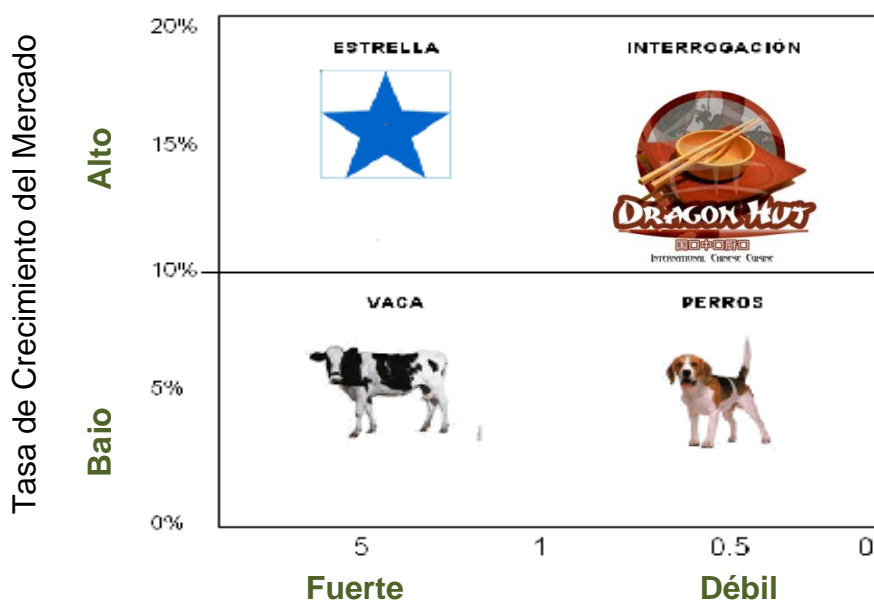 Tasa de Crecimiento del Mercado
Alto
Baio
20%
15%
10%
5%
0%
ESTRELLA
INTERROGACIÓN
DRAGON HUT
INTERNATIONAL CHINESE CUISINE
VACA
PERROS
5 1 0.5 0
Fuerte Débil